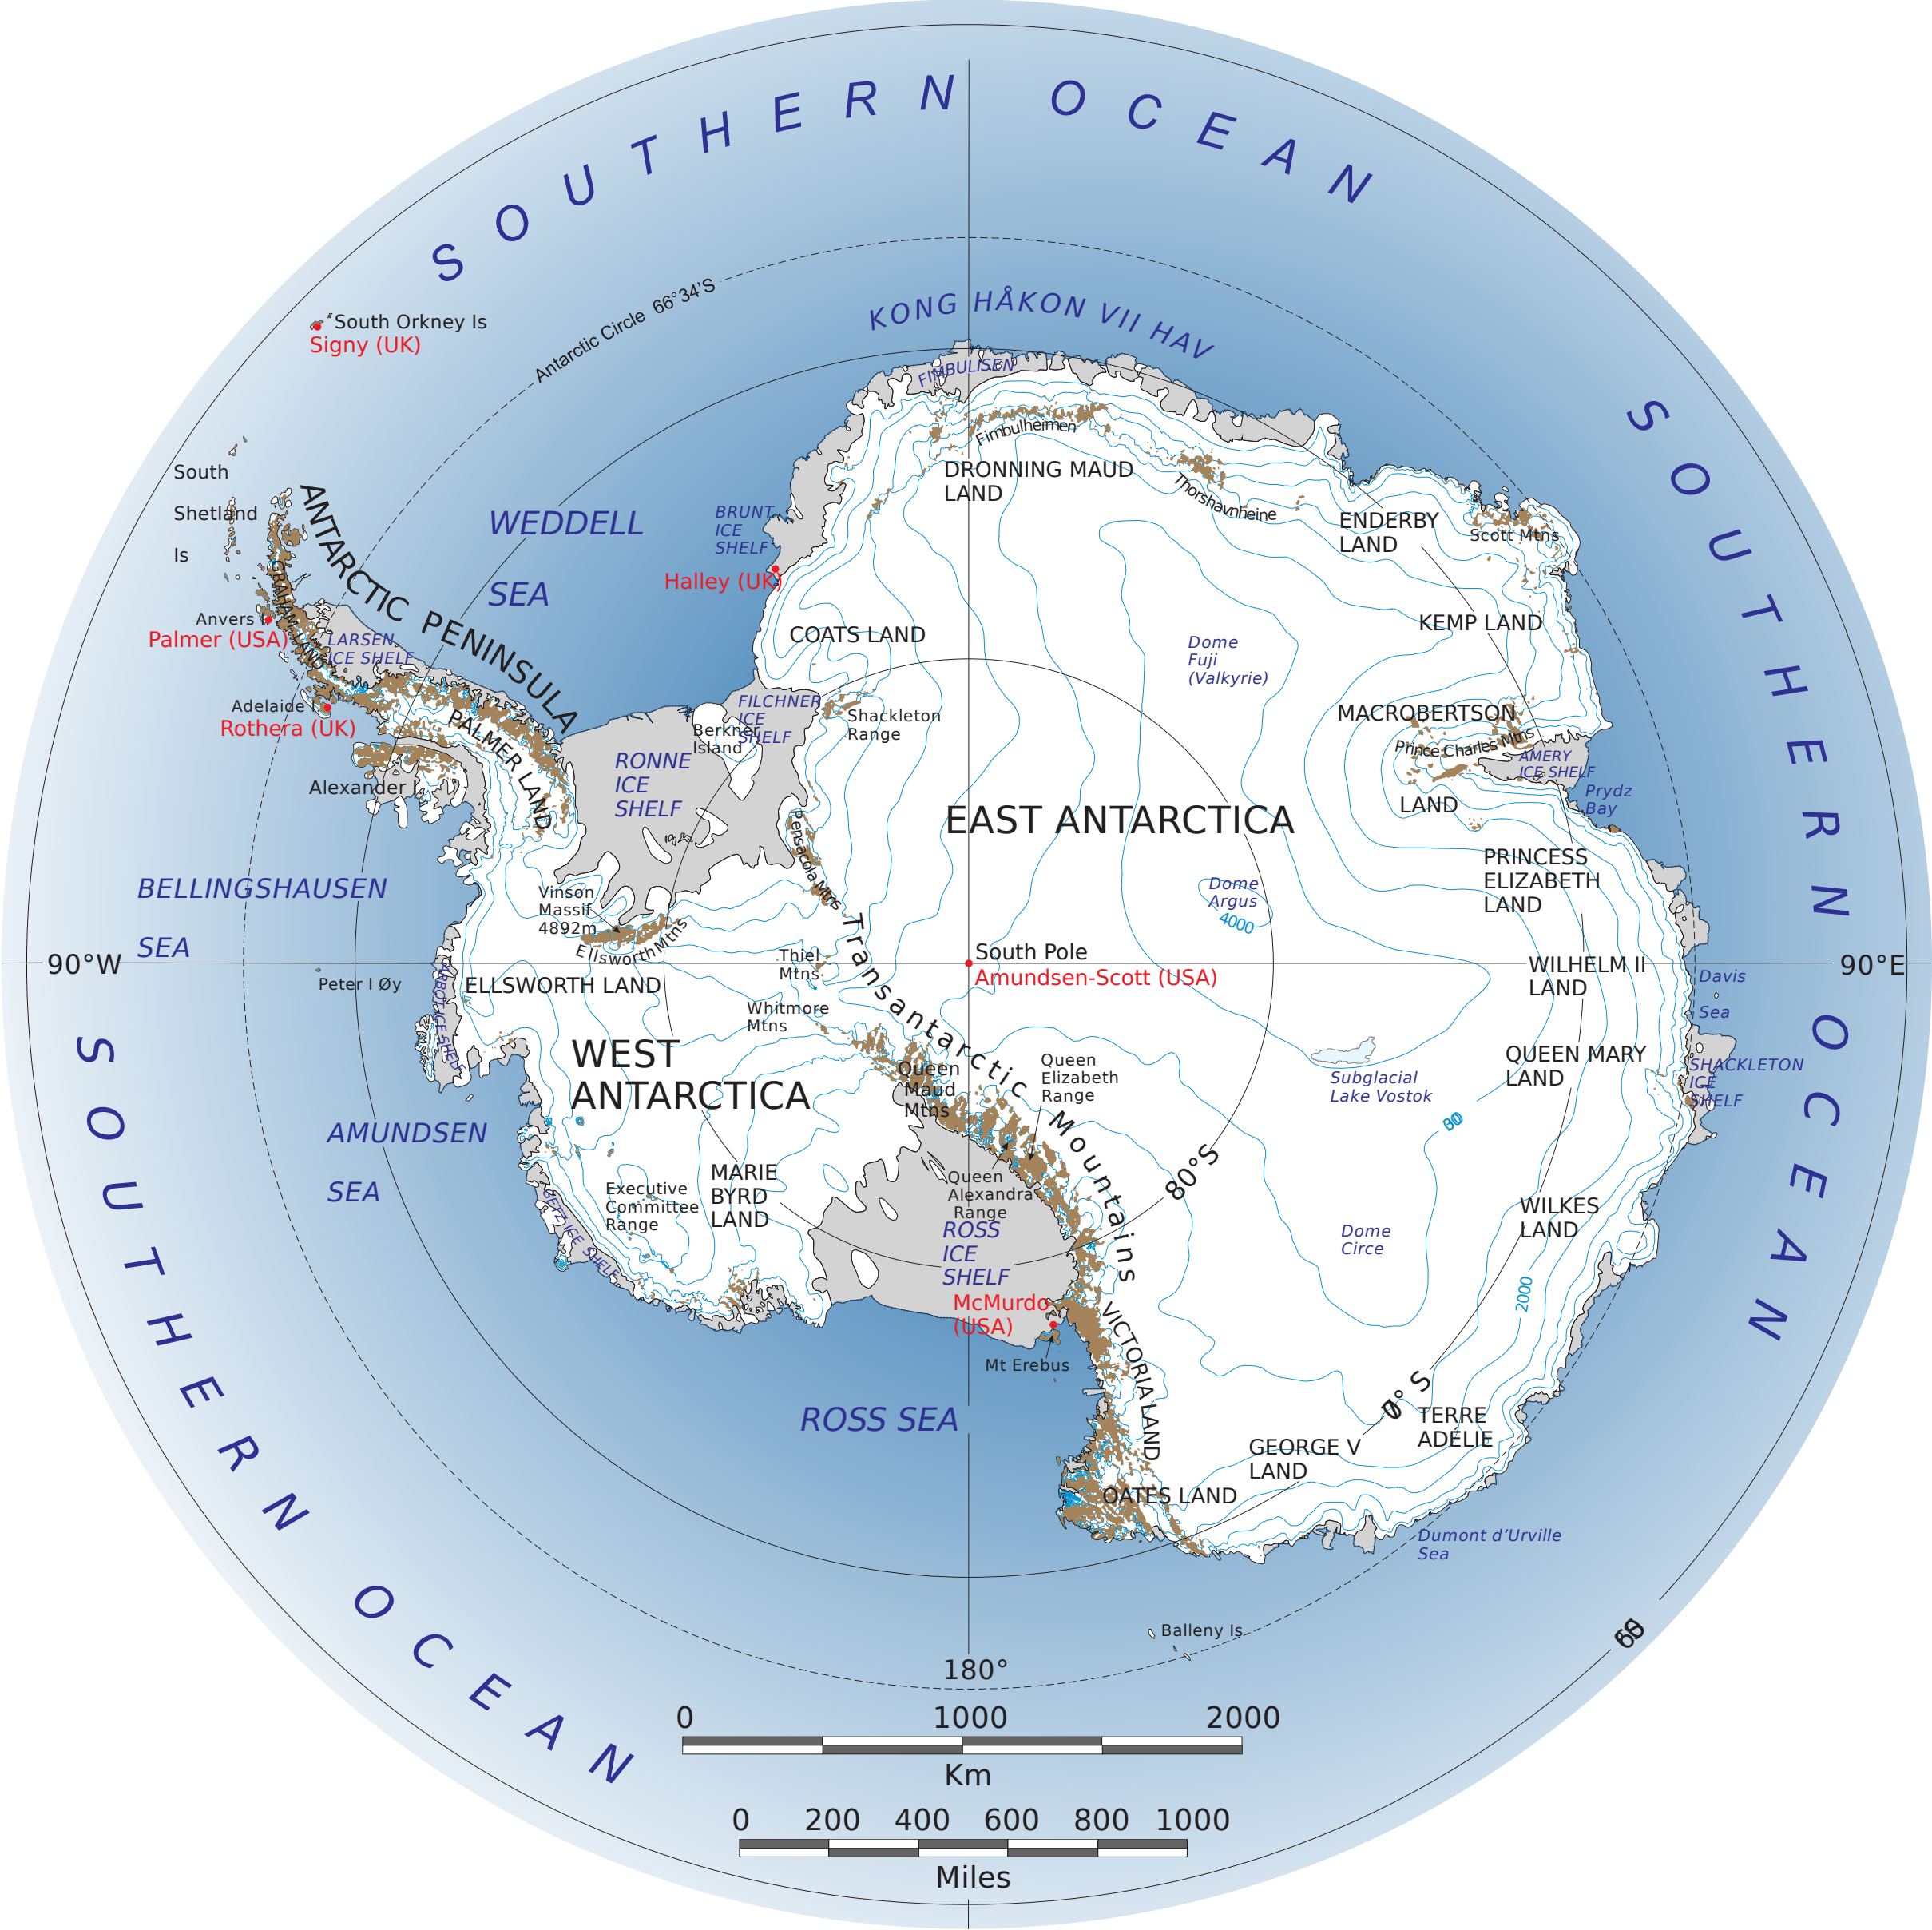 SOUTHERN OCEAN
Antarctic Circle 66°34'S
KONG HÅKON VII HAV
South Orkney Is
Signy (UK)
FIMBULISEN
Fimbulheimen
DRONNING MAUD
LAND
Thorshavnheine
SOUTHERN OCEAN
South
Shetland
Is
ANTARCTIC PENINSULA
WEDDELL
SEA
BRUNT
ICE
SHELF
Halley (UK)
ENDERBY
LAND
Scott Mtns
GRAHAM LAND
Anvers I.
Palmer (USA)
LARSEN
ICE SHELF
COATS LAND
Dome
Fuji
(Valkyrie)
KEMP LAND
Adelaide I.
Rothera (UK)
PALMER LAND
Alexander I.
FILCHNER
ICE
SHELF
Berkner
Island
Shackleton
Range
RONNE
ICE
SHELF
MACROBERTSON
Prince Charles Mtns
LAND
AMERY
ICE SHELF
Prydz
Bay
EAST ANTARCTICA
Pensacola Mtns
PRINCESS
ELIZABETH
LAND
BELLINGSHAUSEN
SEA
Vinson
Massif
4892m
Ellsworth Mtns
Dome
Argus
4000
90°W
Peter I Øy
ABBOT ICE SHELF
ELLSWORTH LAND
Thiel
Mtns
South Pole
Amundsen-Scott (USA)
WILHELM II
LAND
90°E
Davis
Sea
Whitmore
Mtns
Transantarctic Mountains
WEST
ANTARCTICA
Queen
Maud
Mtns
Queen
Elizabeth
Range
Subglacial
Lake Vostok
QUEEN MARY
LAND
SHACKLETON
ICE
SHELF
SOUTHERN OCEAN
AMUNDSEN
SEA
GETZ ICE SHELF
Executive
Committee
Range
MARIE
BYRD
LAND
Queen
Alexandra
Range
80°S
ROSS
ICE
SHELF
Dome
Circe
WILKES
LAND
2000
McMurdo
(USA)
Mt Erebus
VICTORIA LAND
ROSS SEA
TERRE
ADÉLIE
GEORGE V
LAND
OATES LAND
Dumont d’Urville
Sea
Balleny Is
180°
0 1000 2000
Km
0 200 400 600 800 1000
Miles